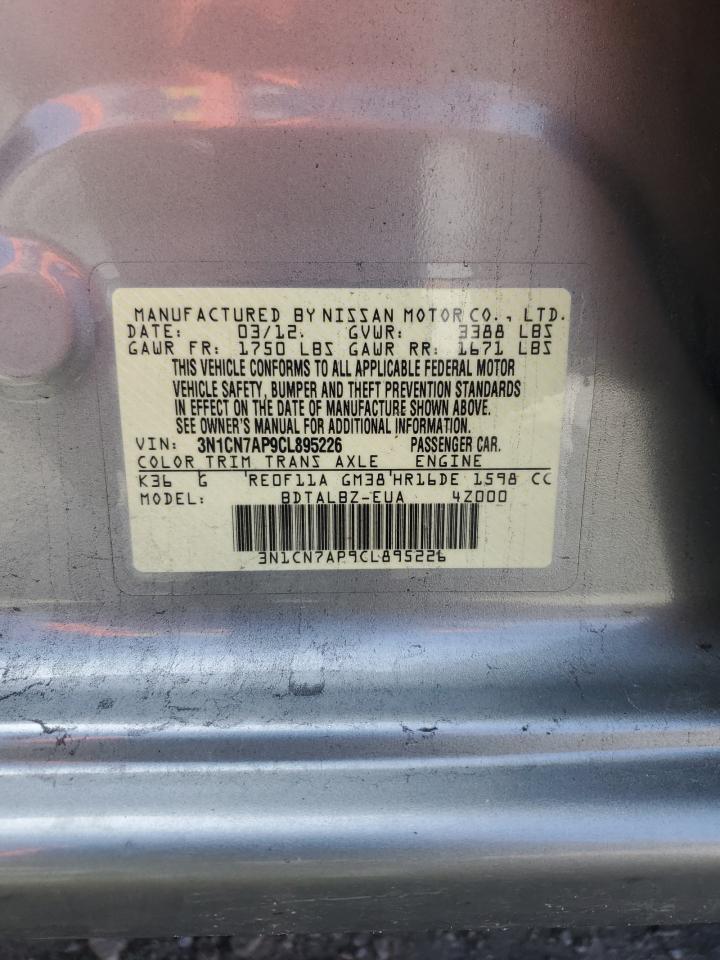 MANUFACTURED BY NISSAN MOTOR CO., LTD.
DATE: 03/12. GVWR: 3388 LBS
GAWR FR: 1750 LBS GAWR RR: 1671 LBS
THIS VEHICLE CONFORMS TO ALL APPLICABLE FEDERAL MOTOR
VEHICLE SAFETY, BUMPER AND THEFT PREVENTION STANDARDS
IN EFFECT ON THE DATE OF MANUFACTURE SHOWN ABOVE.
SEE OWNER'S MANUAL FOR ADDITIONAL INFORMATION.
VIN: 3N1CN7AP9CL895226 PASSENGER CAR.
COLOR TRIM TRANS AXLE ENGINE
K36 G RE0F11A GM38 HR16DE 1598 CC
MODEL: BDTALBZ-EUA 4Z000
3N1CN7AP9CL895226